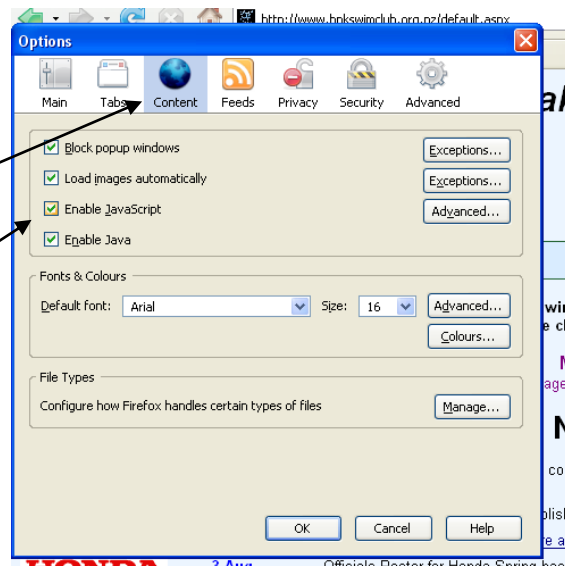 http://www.hpkswimclub.org.nz/default.aspx
Options
Main Tabs Content Feeds Privacy Security Advanced
Block popup windows Exceptions...
Load images automatically Exceptions...
Enable JavaScript Advanced...
Enable Java
Fonts & Colours
Default font: Arial Size: 16 Advanced...
Colours...
File Types
Configure how Firefox handles certain types of files Manage...
OK Cancel Help
HONDA 3 Aug Officials Roster for Honda Spring